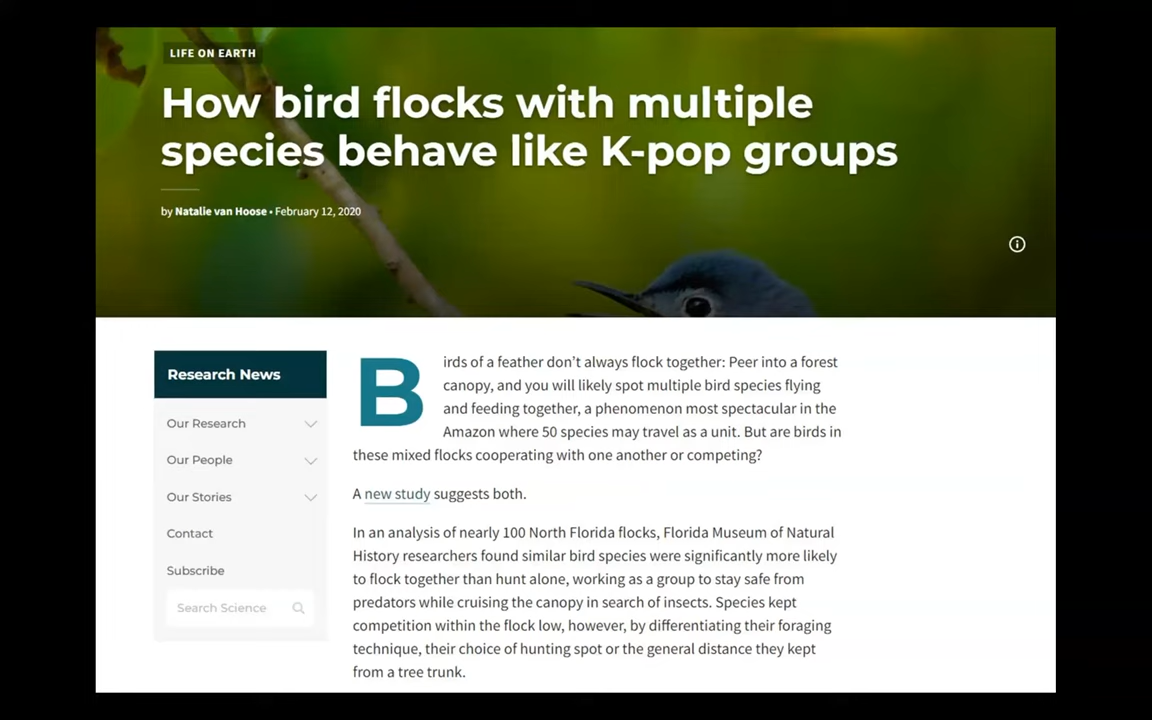 LIFE ON EARTH
How bird flocks with multiple
species behave like K-pop groups
by Natalie van Hoose • February 12, 2020
Research News
Our Research
Our People
Our Stories
Contact
Subscribe
Search Science
Birds of a feather don’t always flock together: Peer into a forest
canopy, and you will likely spot multiple bird species flying
and feeding together, a phenomenon most spectacular in the
Amazon where 50 species may travel as a unit. But are birds in
these mixed flocks cooperating with one another or competing?
A new study suggests both.
In an analysis of nearly 100 North Florida flocks, Florida Museum of Natural
History researchers found similar bird species were significantly more likely
to flock together than hunt alone, working as a group to stay safe from
predators while cruising the canopy in search of insects. Species kept
competition within the flock low, however, by differentiating their foraging
technique, their choice of hunting spot or the general distance they kept
from a tree trunk.